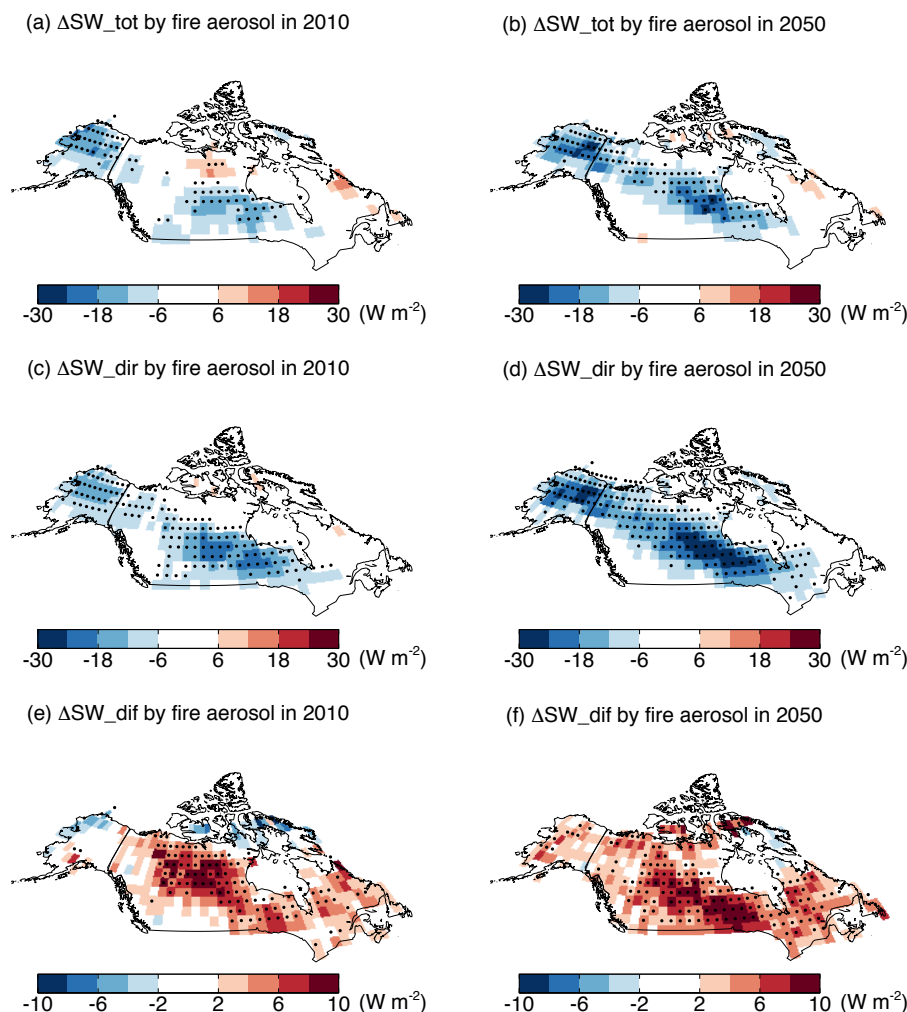 (a) ΔSW_tot by fire aerosol in 2010
(b) ΔSW_tot by fire aerosol in 2050
-30 -18 -6 6 18 30 (W m-2)
-30 -18 -6 6 18 30 (W m-2)
(c) ΔSW_dir by fire aerosol in 2010
(d) ΔSW_dir by fire aerosol in 2050
-30 -18 -6 6 18 30 (W m-2)
-30 -18 -6 6 18 30 (W m-2)
(e) ΔSW_dif by fire aerosol in 2010
(f) ΔSW_dif by fire aerosol in 2050
-10 -6 -2 2 6 10 (W m-2)
-10 -6 -2 2 6 10 (W m-2)